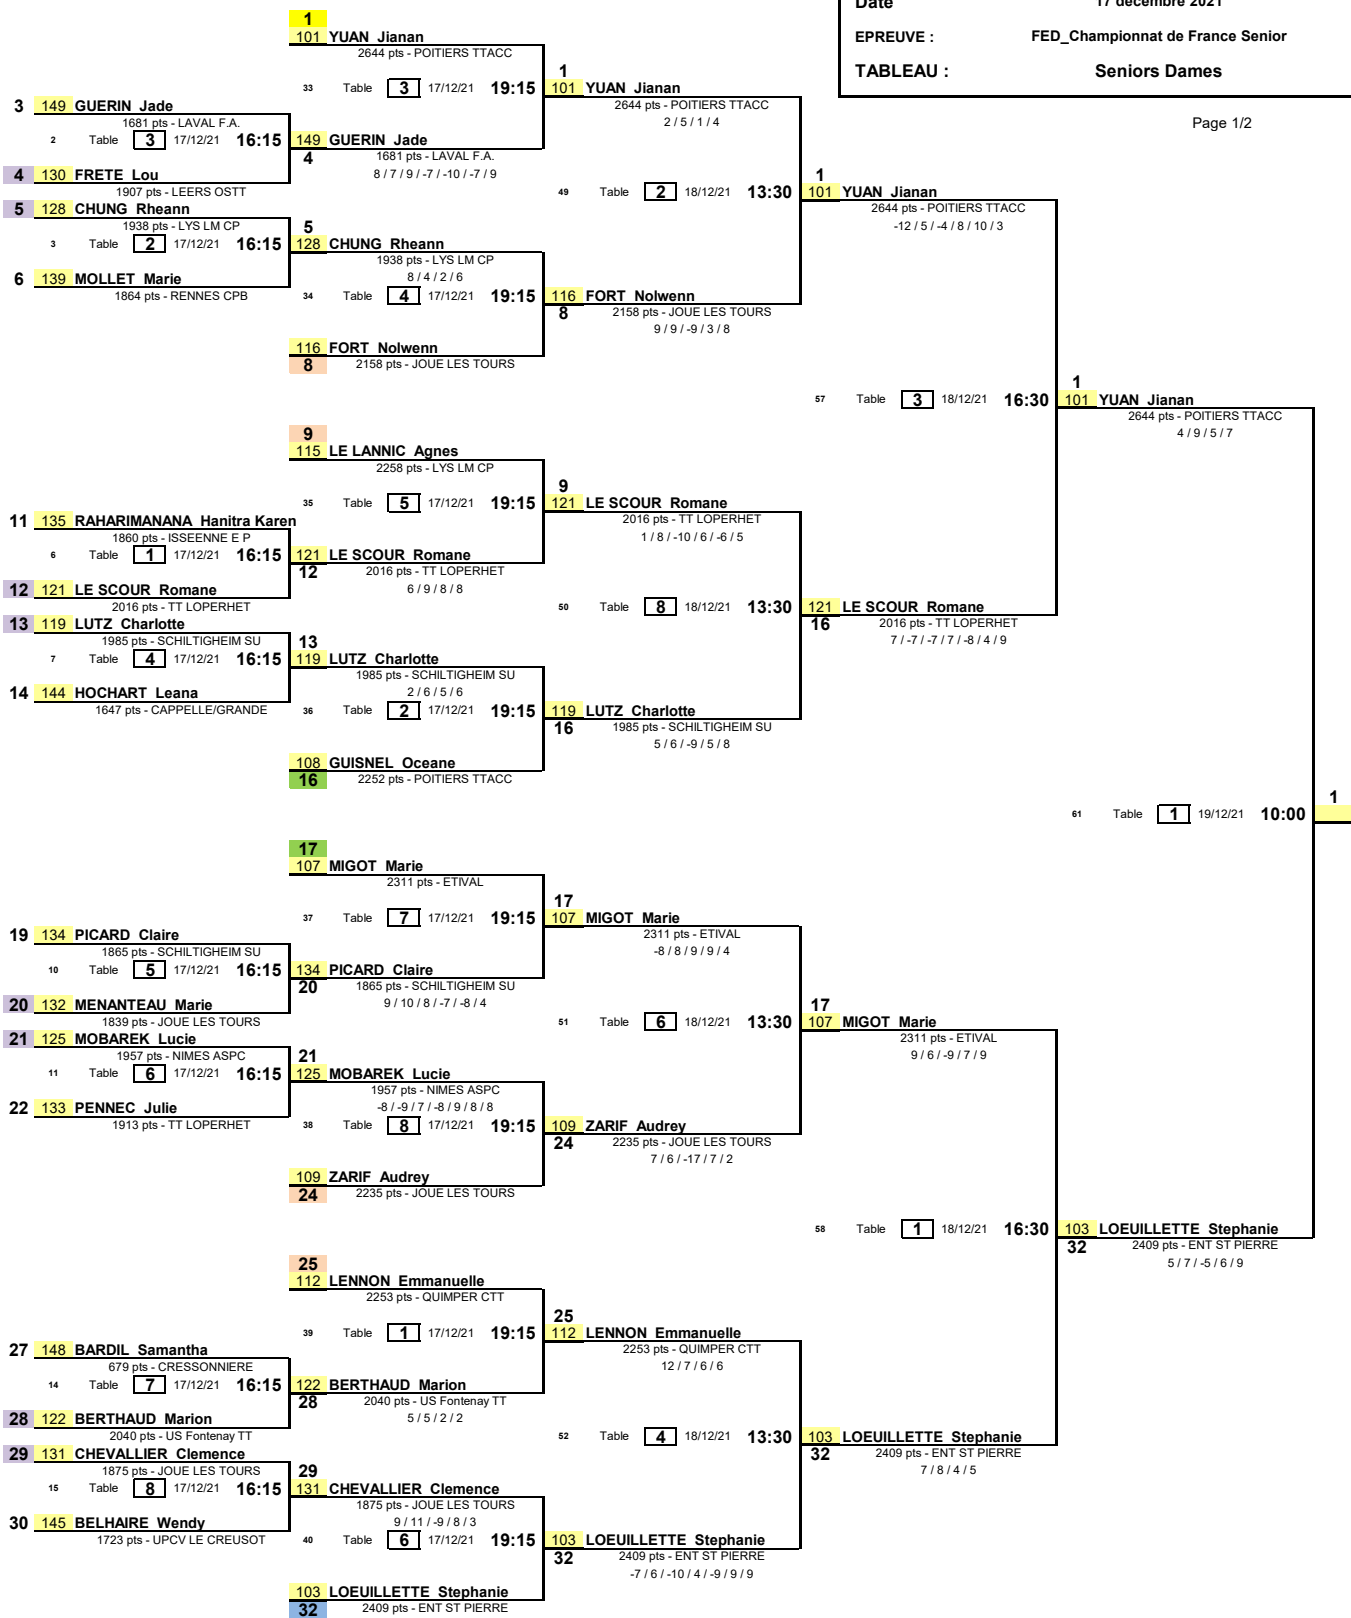 Date 17 décembre 2021
EPREUVE : FED_Championnat de France Senior
TABLEAU : Seniors Dames
Page 1/2
1
101 YUAN Jianan
2644 pts - POITIERS TTACC
33 Table 3 17/12/21 19:15
1
101 YUAN Jianan
2644 pts - POITIERS TTACC
2 / 5 / 1 / 4
3 149 GUERIN Jade
1681 pts - LAVAL F.A.
2 Table 3 17/12/21 16:15
149 GUERIN Jade
4
1681 pts - LAVAL F.A.
8 / 7 / 9 / -7 / -10 / -7 / 9
4 130 FRETE Lou
1907 pts - LEERS OSTT
49 Table 2 18/12/21 13:30
1
101 YUAN Jianan
2644 pts - POITIERS TTACC
-12 / 5 / -4 / 8 / 10 / 3
5 128 CHUNG Rheann
1938 pts - LYS LM CP
3 Table 2 17/12/21 16:15
5
128 CHUNG Rheann
1938 pts - LYS LM CP
8 / 4 / 2 / 6
6 139 MOLLET Marie
1864 pts - RENNES CPB
34 Table 4 17/12/21 19:15
116 FORT Nolwenn
8
2158 pts - JOUE LES TOURS
9 / 9 / -9 / 3 / 8
116 FORT Nolwenn
8
2158 pts - JOUE LES TOURS
57 Table 3 18/12/21 16:30
1
101 YUAN Jianan
2644 pts - POITIERS TTACC
4 / 9 / 5 / 7
9
115 LE LANNIC Agnes
2258 pts - LYS LM CP
35 Table 5 17/12/21 19:15
9
121 LE SCOUR Romane
2016 pts - TT LOPERHET
1 / 8 / -10 / 6 / -6 / 5
11 135 RAHARIMANANA Hanitra Karen
1860 pts - ISSEENNE E P
6 Table 1 17/12/21 16:15
121 LE SCOUR Romane
12
2016 pts - TT LOPERHET
6 / 9 / 8 / 8
12 121 LE SCOUR Romane
2016 pts - TT LOPERHET
50 Table 8 18/12/21 13:30
121 LE SCOUR Romane
16
2016 pts - TT LOPERHET
7 / -7 / -7 / 7 / -8 / 4 / 9
13 119 LUTZ Charlotte
1985 pts - SCHILTIGHEIM SU
7 Table 4 17/12/21 16:15
13
119 LUTZ Charlotte
1985 pts - SCHILTIGHEIM SU
2 / 6 / 5 / 6
14 144 HOCHART Leana
1647 pts - CAPPELLE/GRANDE
36 Table 2 17/12/21 19:15
119 LUTZ Charlotte
16
1985 pts - SCHILTIGHEIM SU
5 / 6 / -9 / 5 / 8
108 GUISNEL Oceane
16
2252 pts - POITIERS TTACC
61 Table 1 19/12/21 10:00
1
17
107 MIGOT Marie
2311 pts - ETIVAL
37 Table 7 17/12/21 19:15
17
107 MIGOT Marie
2311 pts - ETIVAL
-8 / 8 / 9 / 9 / 4
19 134 PICARD Claire
1865 pts - SCHILTIGHEIM SU
10 Table 5 17/12/21 16:15
134 PICARD Claire
20
1865 pts - SCHILTIGHEIM SU
9 / 10 / 8 / -7 / -8 / 4
20 132 MENANTEAU Marie
1839 pts - JOUE LES TOURS
51 Table 6 18/12/21 13:30
17
107 MIGOT Marie
2311 pts - ETIVAL
9 / 6 / -9 / 7 / 9
21 125 MOBAREK Lucie
1957 pts - NIMES ASPC
11 Table 6 17/12/21 16:15
21
125 MOBAREK Lucie
1957 pts - NIMES ASPC
-8 / -9 / 7 / -8 / 9 / 8 / 8
22 133 PENNEC Julie
1913 pts - TT LOPERHET
38 Table 8 17/12/21 19:15
109 ZARIF Audrey
24
2235 pts - JOUE LES TOURS
7 / 6 / -17 / 7 / 2
109 ZARIF Audrey
24
2235 pts - JOUE LES TOURS
58 Table 1 18/12/21 16:30
103 LOEUILLETTE Stephanie
32
2409 pts - ENT ST PIERRE
5 / 7 / -5 / 6 / 9
25
112 LENNON Emmanuelle
2253 pts - QUIMPER CTT
39 Table 1 17/12/21 19:15
25
112 LENNON Emmanuelle
2253 pts - QUIMPER CTT
12 / 7 / 6 / 6
27 148 BARDIL Samantha
679 pts - CRESSONNIERE
14 Table 7 17/12/21 16:15
122 BERTHAUD Marion
28
2040 pts - US Fontenay TT
5 / 5 / 2 / 2
28 122 BERTHAUD Marion
2040 pts - US Fontenay TT
52 Table 4 18/12/21 13:30
103 LOEUILLETTE Stephanie
32
2409 pts - ENT ST PIERRE
7 / 8 / 4 / 5
29 131 CHEVALLIER Clemence
1875 pts - JOUE LES TOURS
15 Table 8 17/12/21 16:15
29
131 CHEVALLIER Clemence
1875 pts - JOUE LES TOURS
9 / 11 / -9 / 8 / 3
30 145 BELHAIRE Wendy
1723 pts - UPCV LE CREUSOT
40 Table 6 17/12/21 19:15
103 LOEUILLETTE Stephanie
32
2409 pts - ENT ST PIERRE
-7 / 6 / -10 / 4 / -9 / 9 / 9
103 LOEUILLETTE Stephanie
32
2409 pts - ENT ST PIERRE